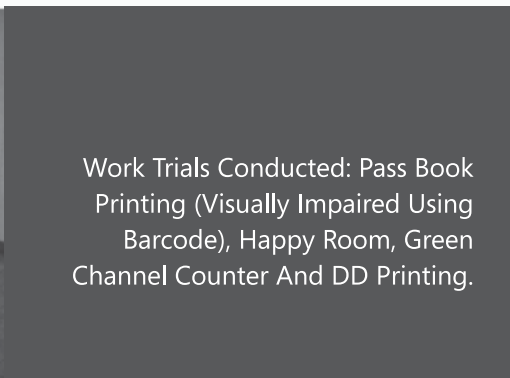 Work Trials Conducted: Pass Book
Printing (Visually Impaired Using
Barcode), Happy Room, Green
Channel Counter And DD Printing.